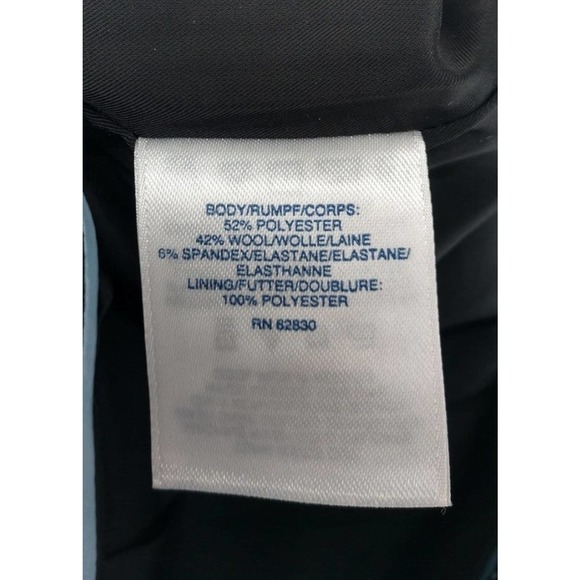 BODY/RUMPF/CORPS:
52% POLYESTER
42% WOOL/WOLLE/LAINE
6% SPANDEX/ELASTANE/ELASTANE/
ELASTHANNE
LINING/FUTTER/DOUBLURE:
100% POLYESTER
RN 62830